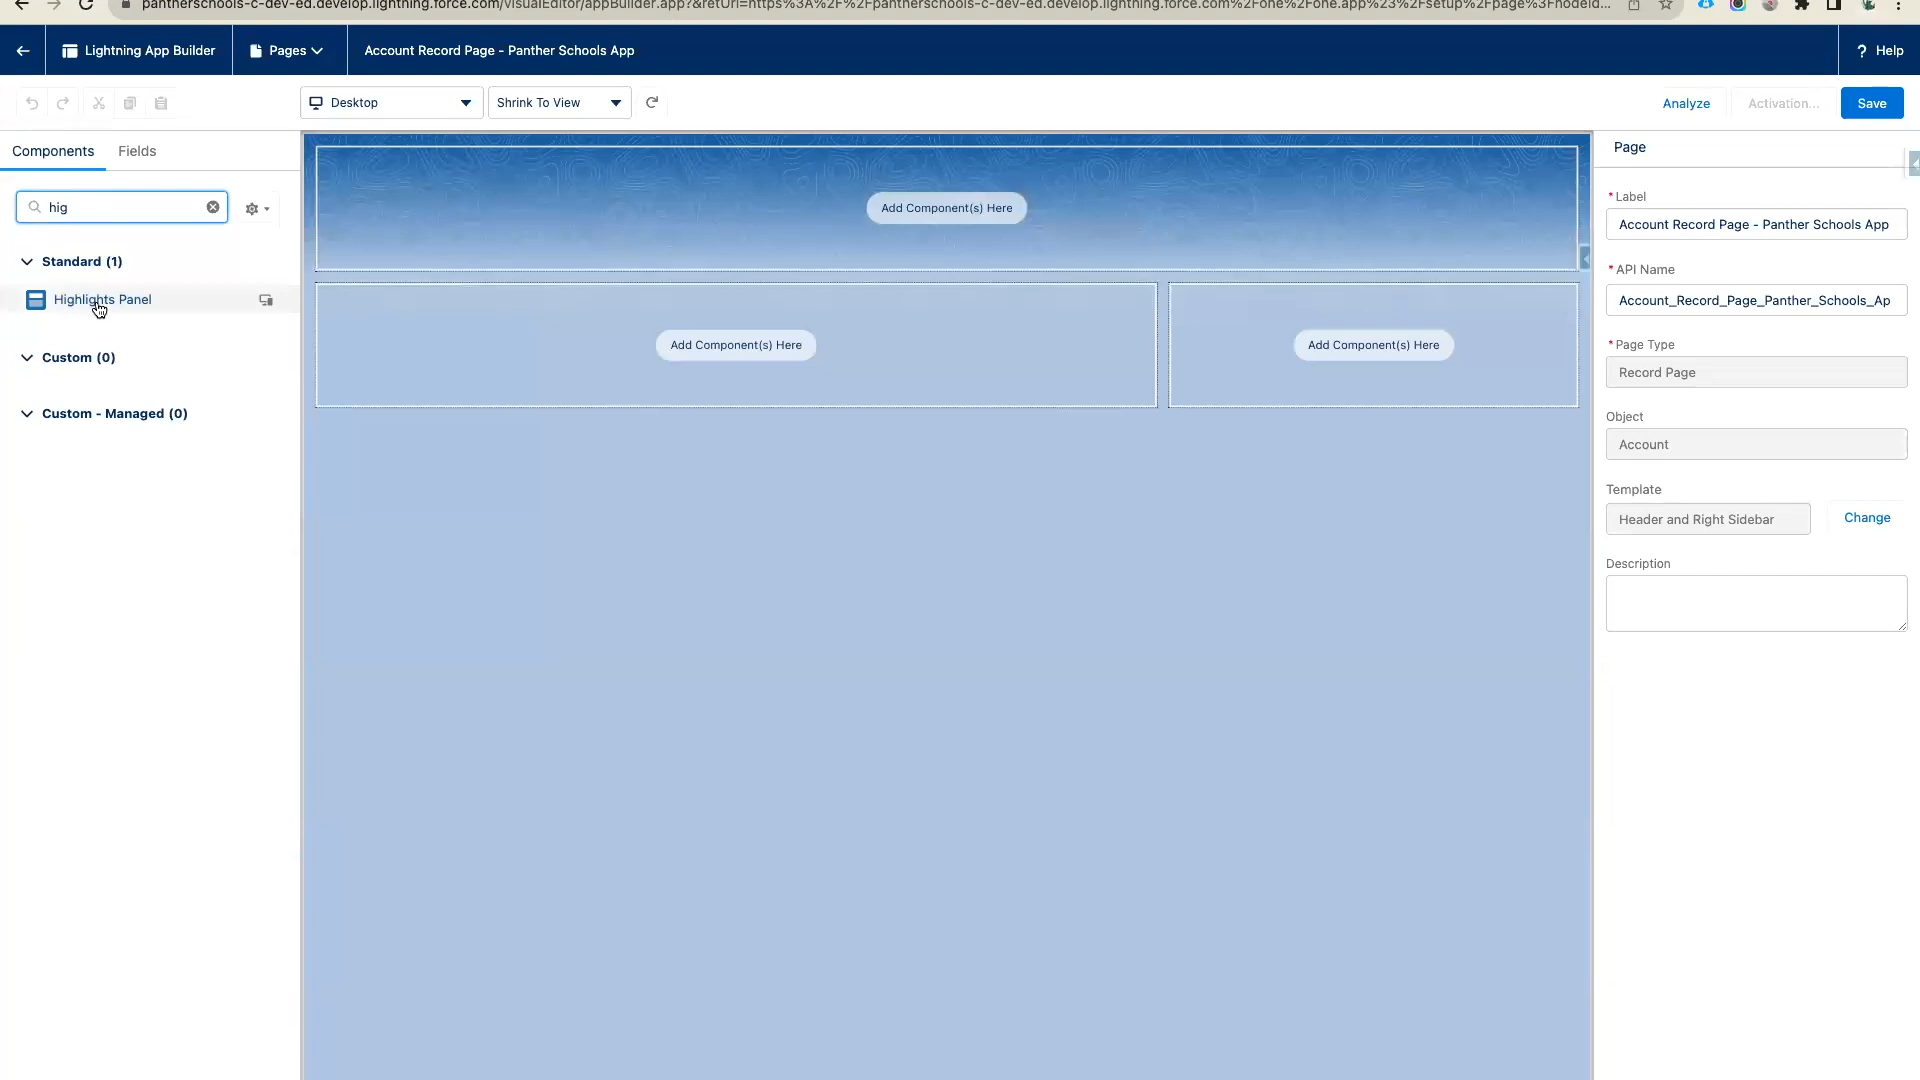 pantherschools-c-dev-ed.develop.lightning.force.com/visualEditor/appBuilder.app?&retUrl=https%3A%2F%2Fpantherschools-c-dev-ed.develop.lightning.force.com%2Fone%2Fone.app%23%2Fsetup%2Fpage%3Fnodeld...
Lightning App Builder
Pages
Account Record Page - Panther Schools App
? Help
Desktop
Shrink To View
Analyze
Activation...
Save
Components
Fields
hig
Standard (1)
Highlights Panel
Custom (0)
Custom - Managed (0)
Add Component(s) Here
Add Component(s) Here
Add Component(s) Here
Page
* Label
Account Record Page - Panther Schools App
* API Name
Account_Record_Page_Panther_Schools_Ap
* Page Type
Record Page
Object
Account
Template
Header and Right Sidebar
Change
Description